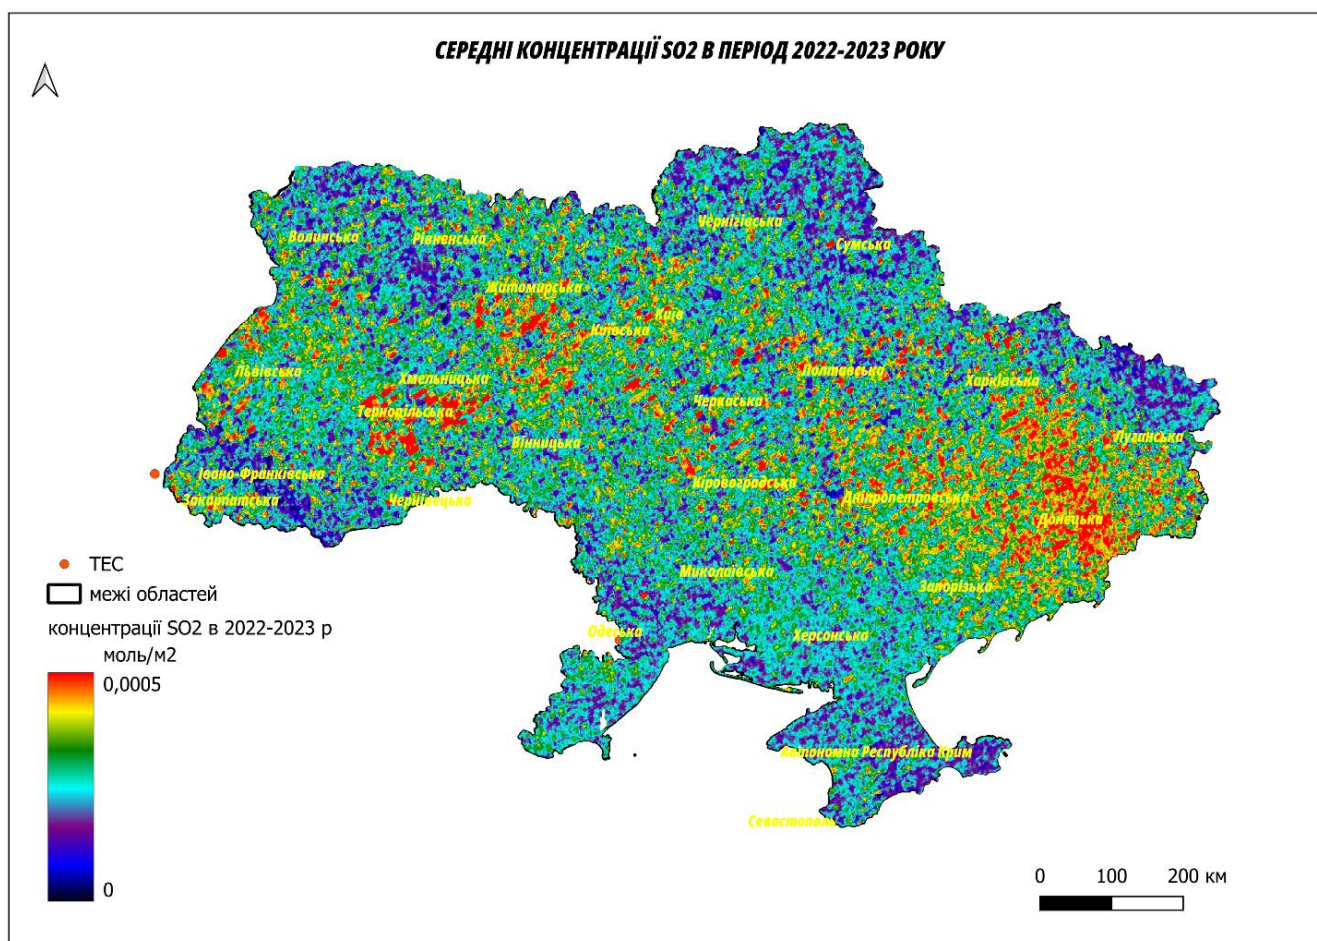 СЕРЕДНІ КОНЦЕНТРАЦІЇ SO2 В ПЕРІОД 2022-2023 РОКУ
Чернігівська
Волинська
Рівненська
Сумська
Житомирська
Київ
Київська
Львівська
Хмельницька
Полтавська
Харківська
Тернопільська
Черкаська
Вінницька
Луганська
Івано-Франківська
Кіровогradська
Закарпатська
Чернівецька
Дніпропетровська
Донецька
Миколаївська
Запорізька
Одеська
Херсонська
Автономна Республіка Крим
Севастополь
ТЕС
межі областей
концентрації SO2 в 2022-2023 р
моль/м2
0,0005
0
0 100 200 км